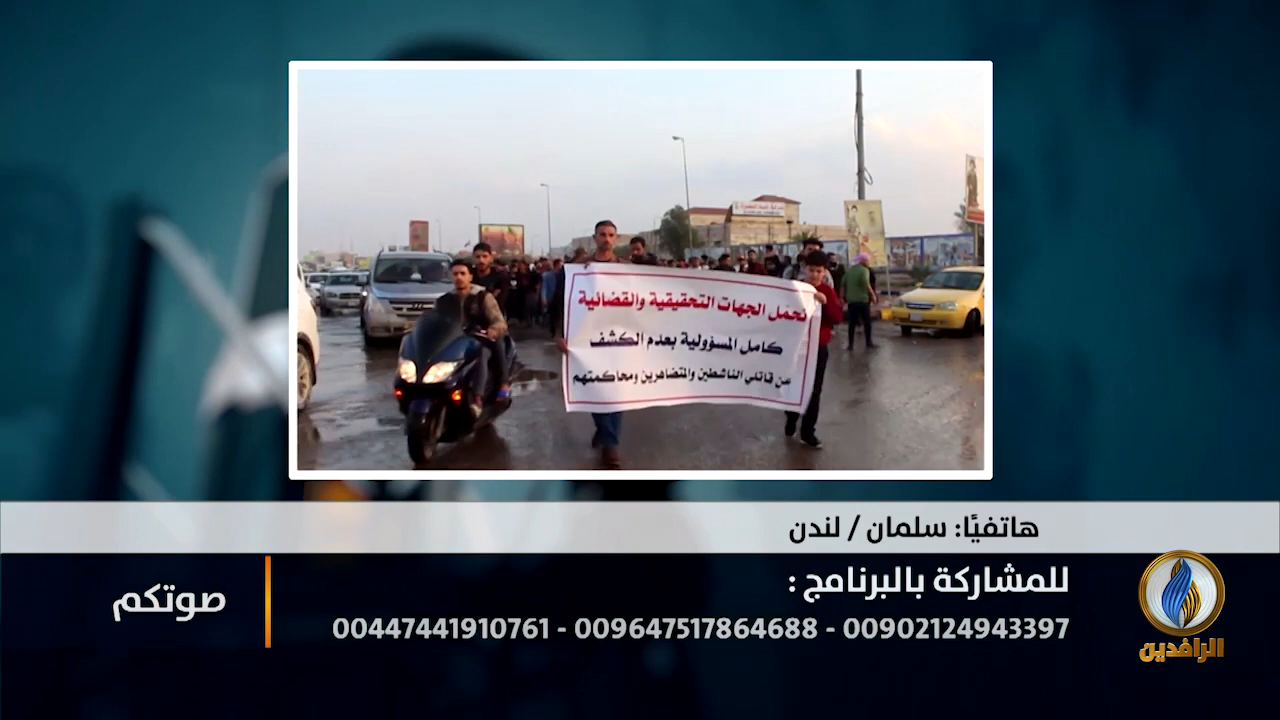 نحمل الجهات التحقيقية والقضائية
كامل المسؤولية بعدم الكشف
عن قاتلي الناشطين والمتضاهرين ومحاكمتهم
هاتفيًا: سلمان / لندن
للمشاركة بالبرنامج :
00447441910761 - 009647517864688 - 00902124943397
صوتكم
الرافدين